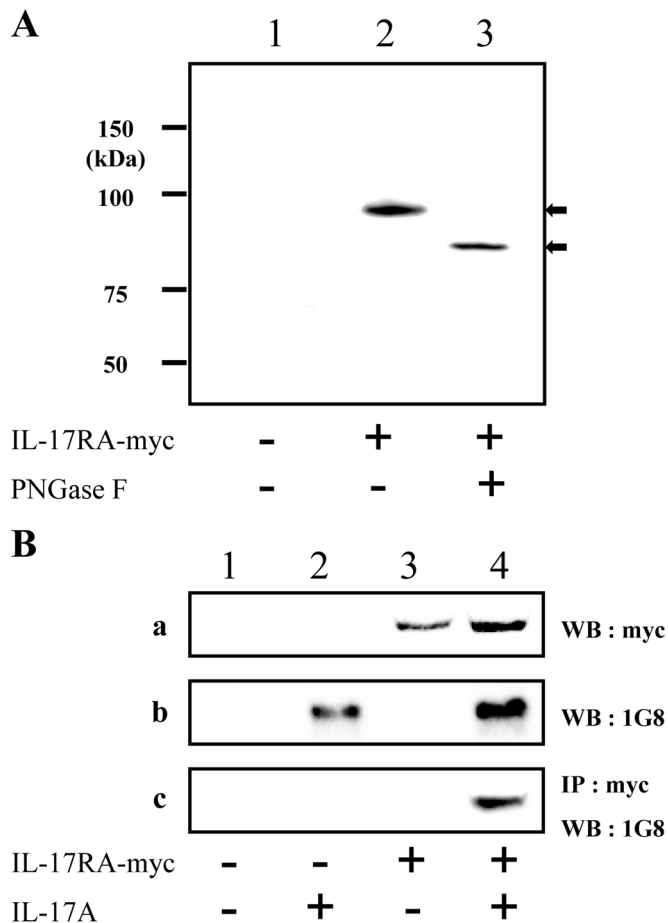 A
1 2 3
150
(kDa)
100
75
50
IL-17RA-myc - + +
PNGase F - - +
B
1 2 3 4
a WB : myc
b WB : 1G8
c IP : myc
WB : 1G8
IL-17RA-myc - - + +
IL-17A - + - +